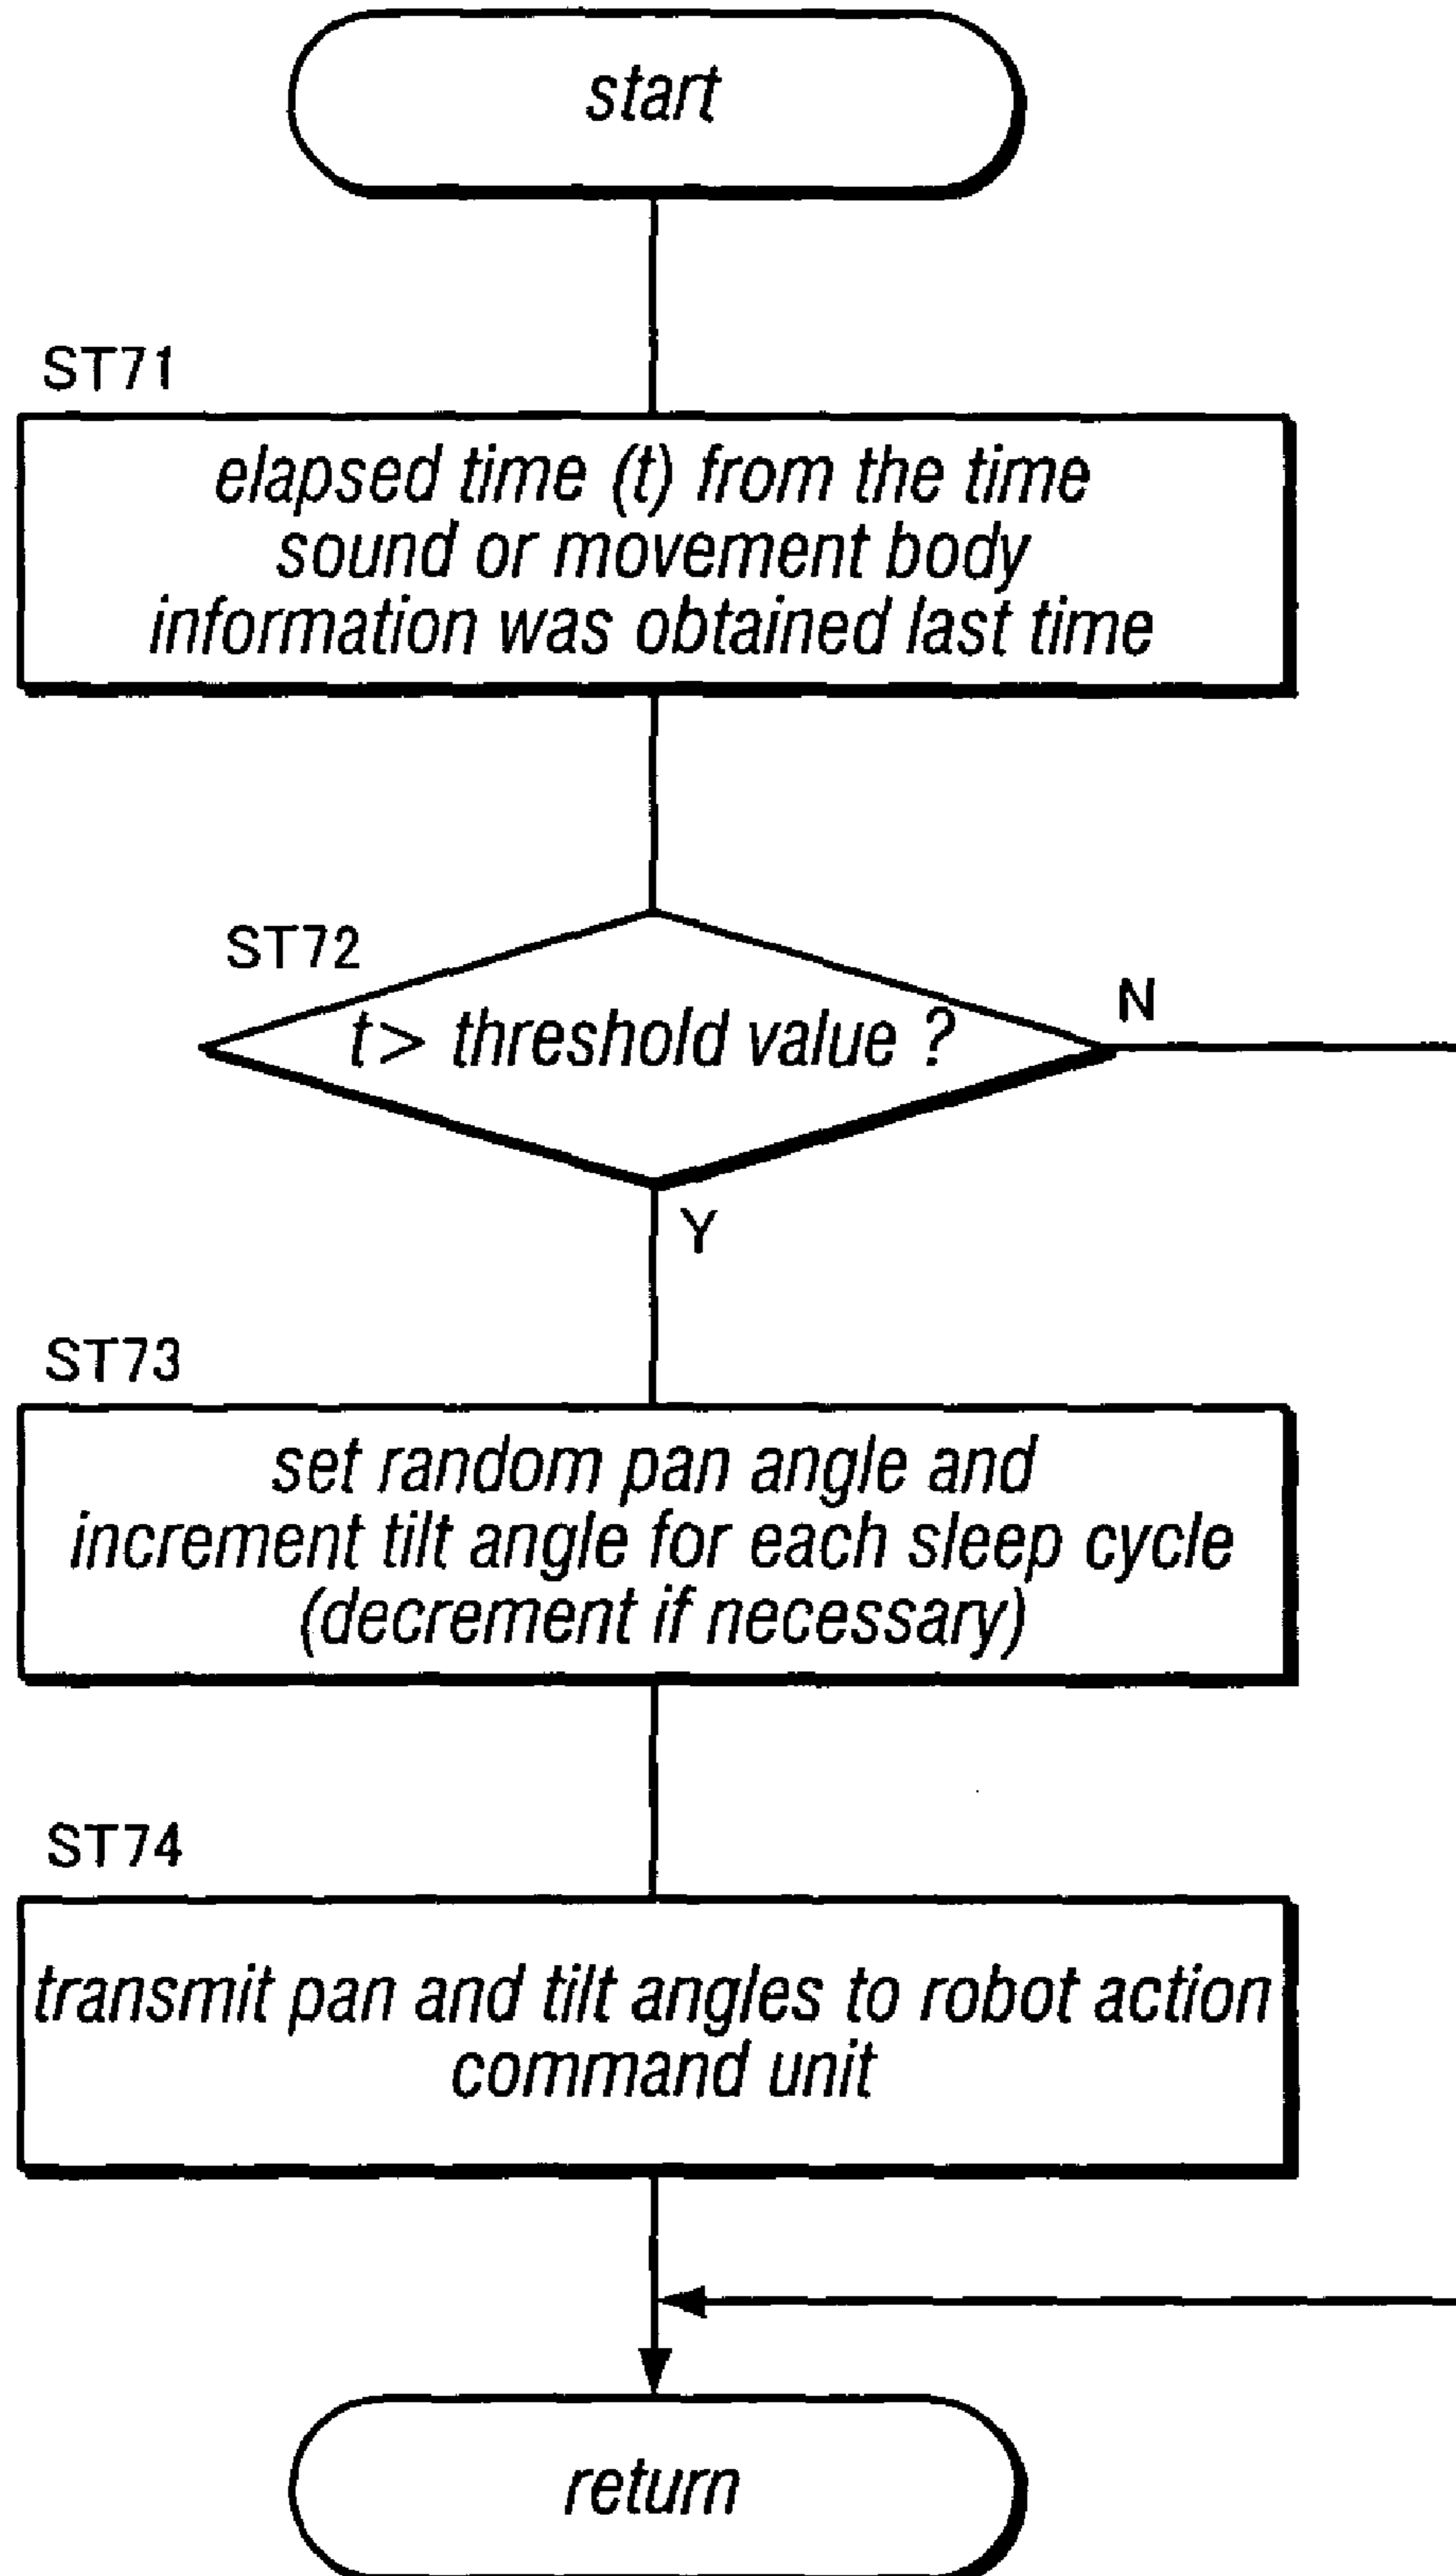 start
ST71
elapsed time (t) from the time
sound or movement body
information was obtained last time
ST72
t> threshold value ?
N
Y
ST73
set random pan angle and
increment tilt angle for each sleep cycle
(decrement if necessary)
ST74
transmit pan and tilt angles to robot action
command unit
return